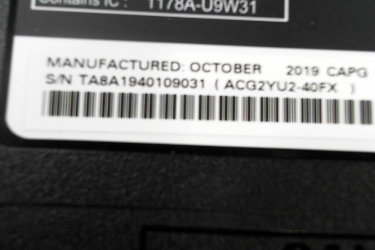 Contains IC : 1178A-U9W31
MANUFACTURED: OCTOBER 2019 CAPG
S/N TA8A1940109031 ( ACG2YU2-40FX )